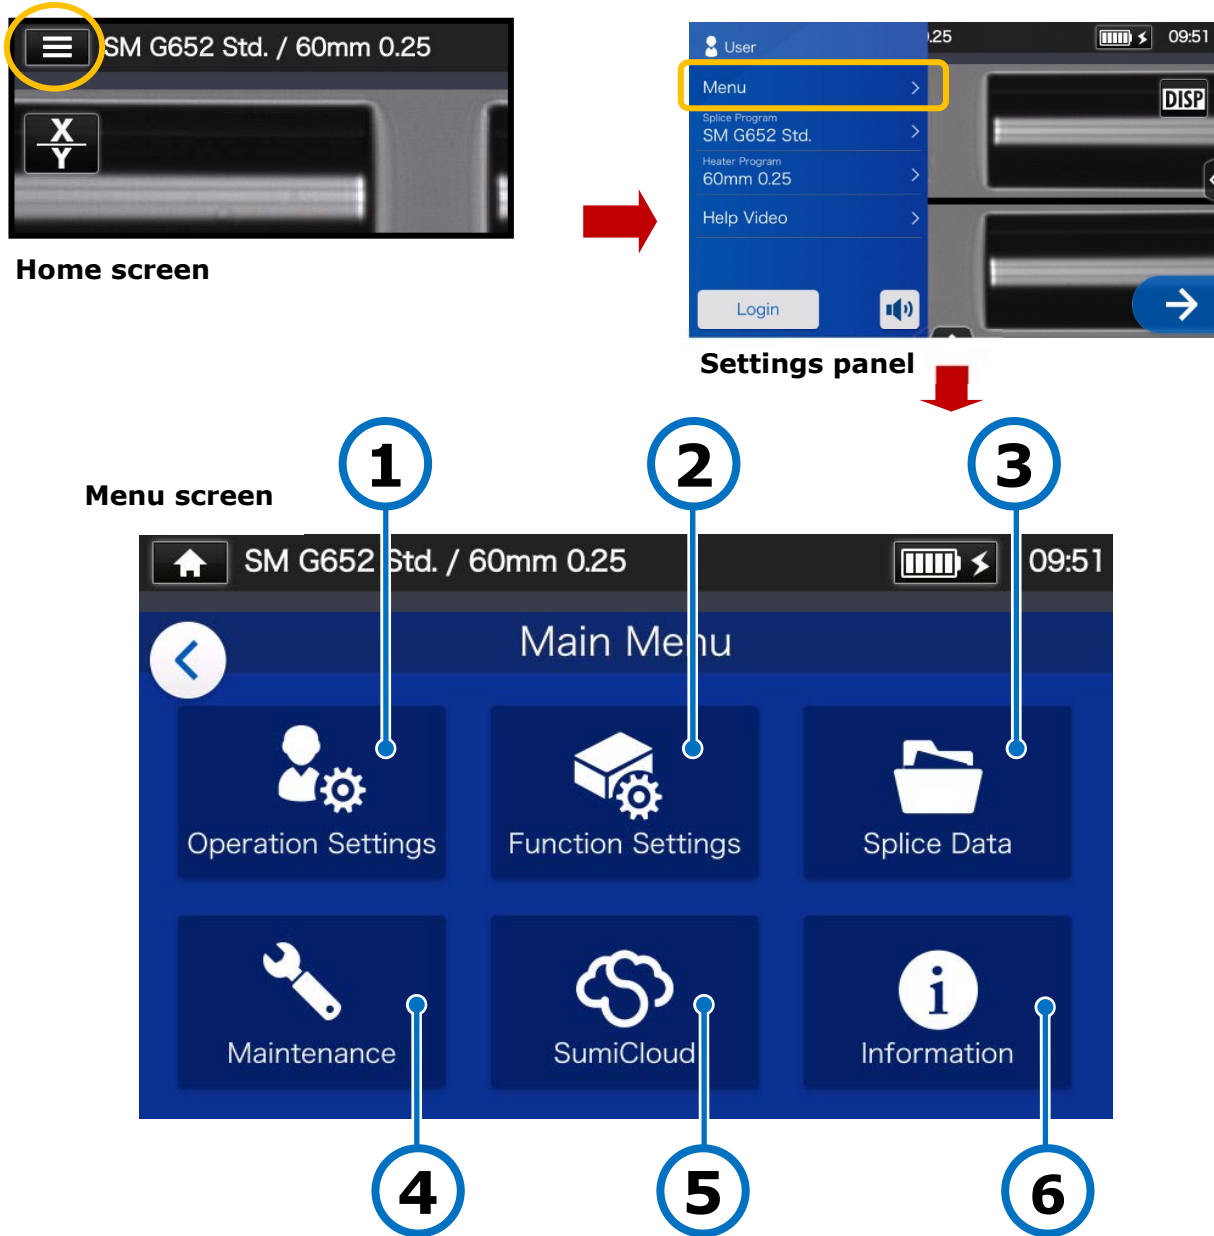 SM G652 Std. / 60mm 0.25
X
Y
Home screen
User
.25
09:51
Menu
DISP
Splice Program
SM G652 Std.
Heater Program
60mm 0.25
Help Video
Login
Settings panel
1
2
3
Menu screen
SM G652 Std. / 60mm 0.25
09:51
Main Menu
Operation Settings
Function Settings
Splice Data
Maintenance
SumiCloud
Information
4
5
6